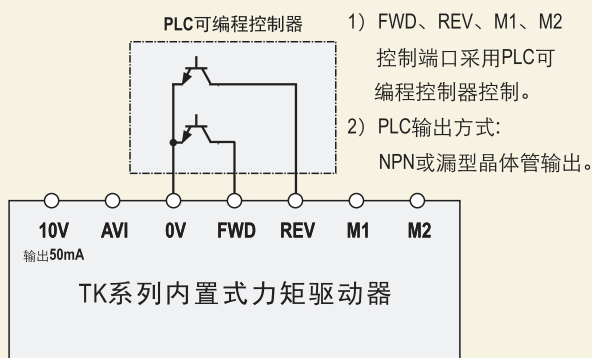 PLC可编程控制器
1）FWD、REV、M1、M2
控制端口采用PLC可
编程控制器控制。
2）PLC输出方式:
NPN或漏型晶体管输出。
10V AVI 0V FWD REV M1 M2
输出50mA
TK系列内置式力矩驱动器